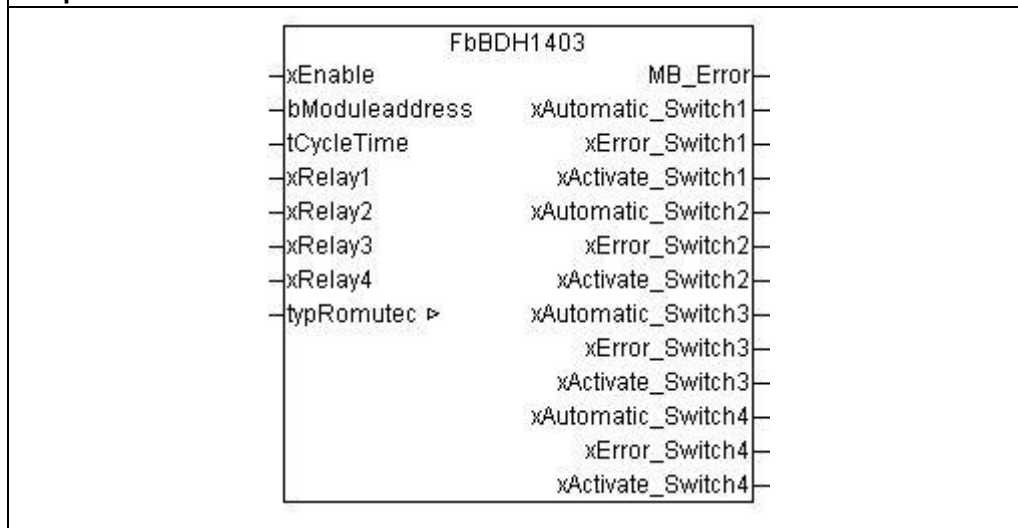 FbBDH1403
xEnable MB_Error
bModuleaddress xAutomatic_Switch1
tCycleTime xError_Switch1
xRelay1 xActivate_Switch1
xRelay2 xAutomatic_Switch2
xRelay3 xError_Switch2
xRelay4 xActivate_Switch2
typRomutec ▹ xAutomatic_Switch3
xError_Switch3
xActivate_Switch3
xAutomatic_Switch4
xError_Switch4
xActivate_Switch4